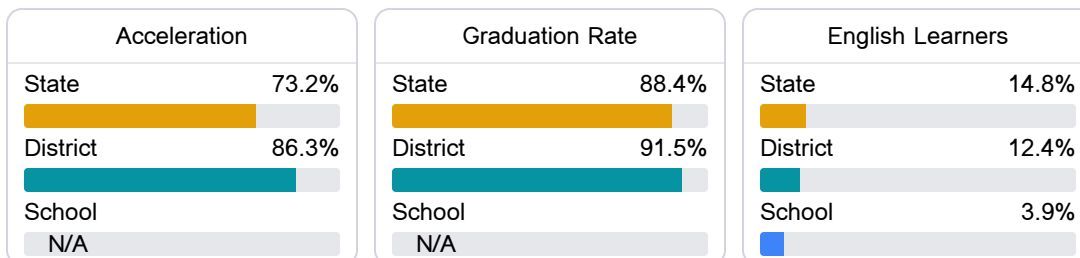 Acceleration
State 73.2%
District 86.3%
School
N/A
Graduation Rate
State 88.4%
District 91.5%
School
N/A
English Learners
State 14.8%
District 12.4%
School 3.9%